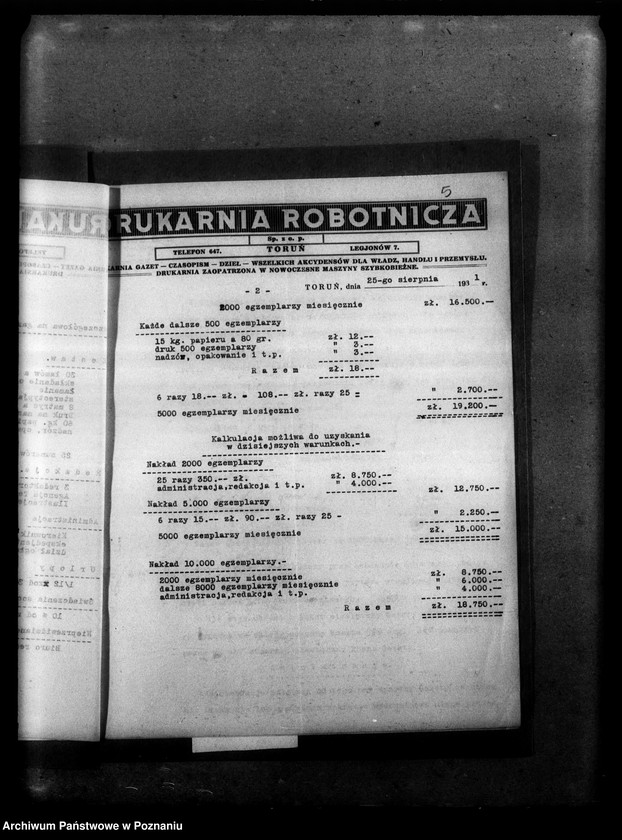 5
DRUKARNIA ROBOTNICZA
Sp. z o. p.
TELEFON 647. TORUŃ LEGJONÓW 7.
DRUKARNIA GAZET — CZASOPISM — DZIEŁ — WSZELKICH AKCYDENSÓW DLA WŁADZ, HANDLU I PRZEMYSŁU.
DRUKARNIA ZAOPATRZONA W NOWOCZESNE MASZYNY SZYBKOBIEŻNE.
- 2 - TORUŃ, dnia 25-go sierpnia 1931 r.
2000 egzemplarzy miesięcznie zł. 16.500.--
Każde dalsze 500 egzemplarzy
15 kg. papieru a 80 gr. zł. 12.--
druk 500 egzemplarzy " 3.--
nadzór, opakowanie i t.p. " 3.--
R a z e m zł. 18.--
6 razy 18.-- zł. = 108.-- zł. razy 25 = " 2.700.--
5000 egzemplarzy miesięcznie zł. 19.200.--
Kalkulacja możliwa do uzyskania
w dzisiejszych warunkach.-
Nakład 2000 egzemplarzy
25 razy 350.-- zł. zł. 8.750.--
administracja,redakcja i t.p. " 4.000.--
zł. 12.750.--
Nakład 5.000 egzemplarzy
6 razy 15.-- zł. 90.-- zł. razy 25 - " 2.250.--
5000 egzemplarzy miesięcznie zł. 15.000.--
Nakład 10.000 egzemplarzy.-
2000 egzemplarzy miesięcznie zł. 8.750.--
dalsze 8000 egzemplarzy miesięcznie " 6.000.--
administracja,redakcja i t.p. " 4.000.--
R a z e m zł. 18.750.--
Archiwum Państwowe w Poznaniu